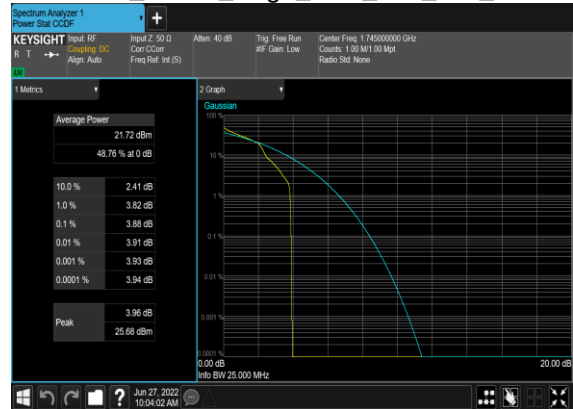 Spectrum Analyzer 1
Power Stat CCDF
KEYSIGHT
R T
LW
Input: RF
Coupling: DC
Align: Auto
Input Z: 50 Ω
Corr CCorr
Freq Ref: Int (S)
Atten: 40 dB
Trig: Free Run
#IF Gain: Low
Center Freq: 1.745000000 GHz
Counts: 1.00 M/1.00 Mpt
Radio Std: None
1 Metrics
Average Power
21.72 dBm
48.76 % at 0 dB
10.0 % 2.41 dB
1.0 % 3.82 dB
0.1 % 3.88 dB
0.01 % 3.91 dB
0.001 % 3.93 dB
0.0001 % 3.94 dB
Peak
3.96 dB
25.68 dBm
2 Graph
Gaussian
100 %
10 %
1 %
0.1 %
0.01 %
0.001 %
0.0001 %
0.00 dB 20.00 dB
Info BW 25.000 MHz
Jun 27, 2022
10:04:02 AM